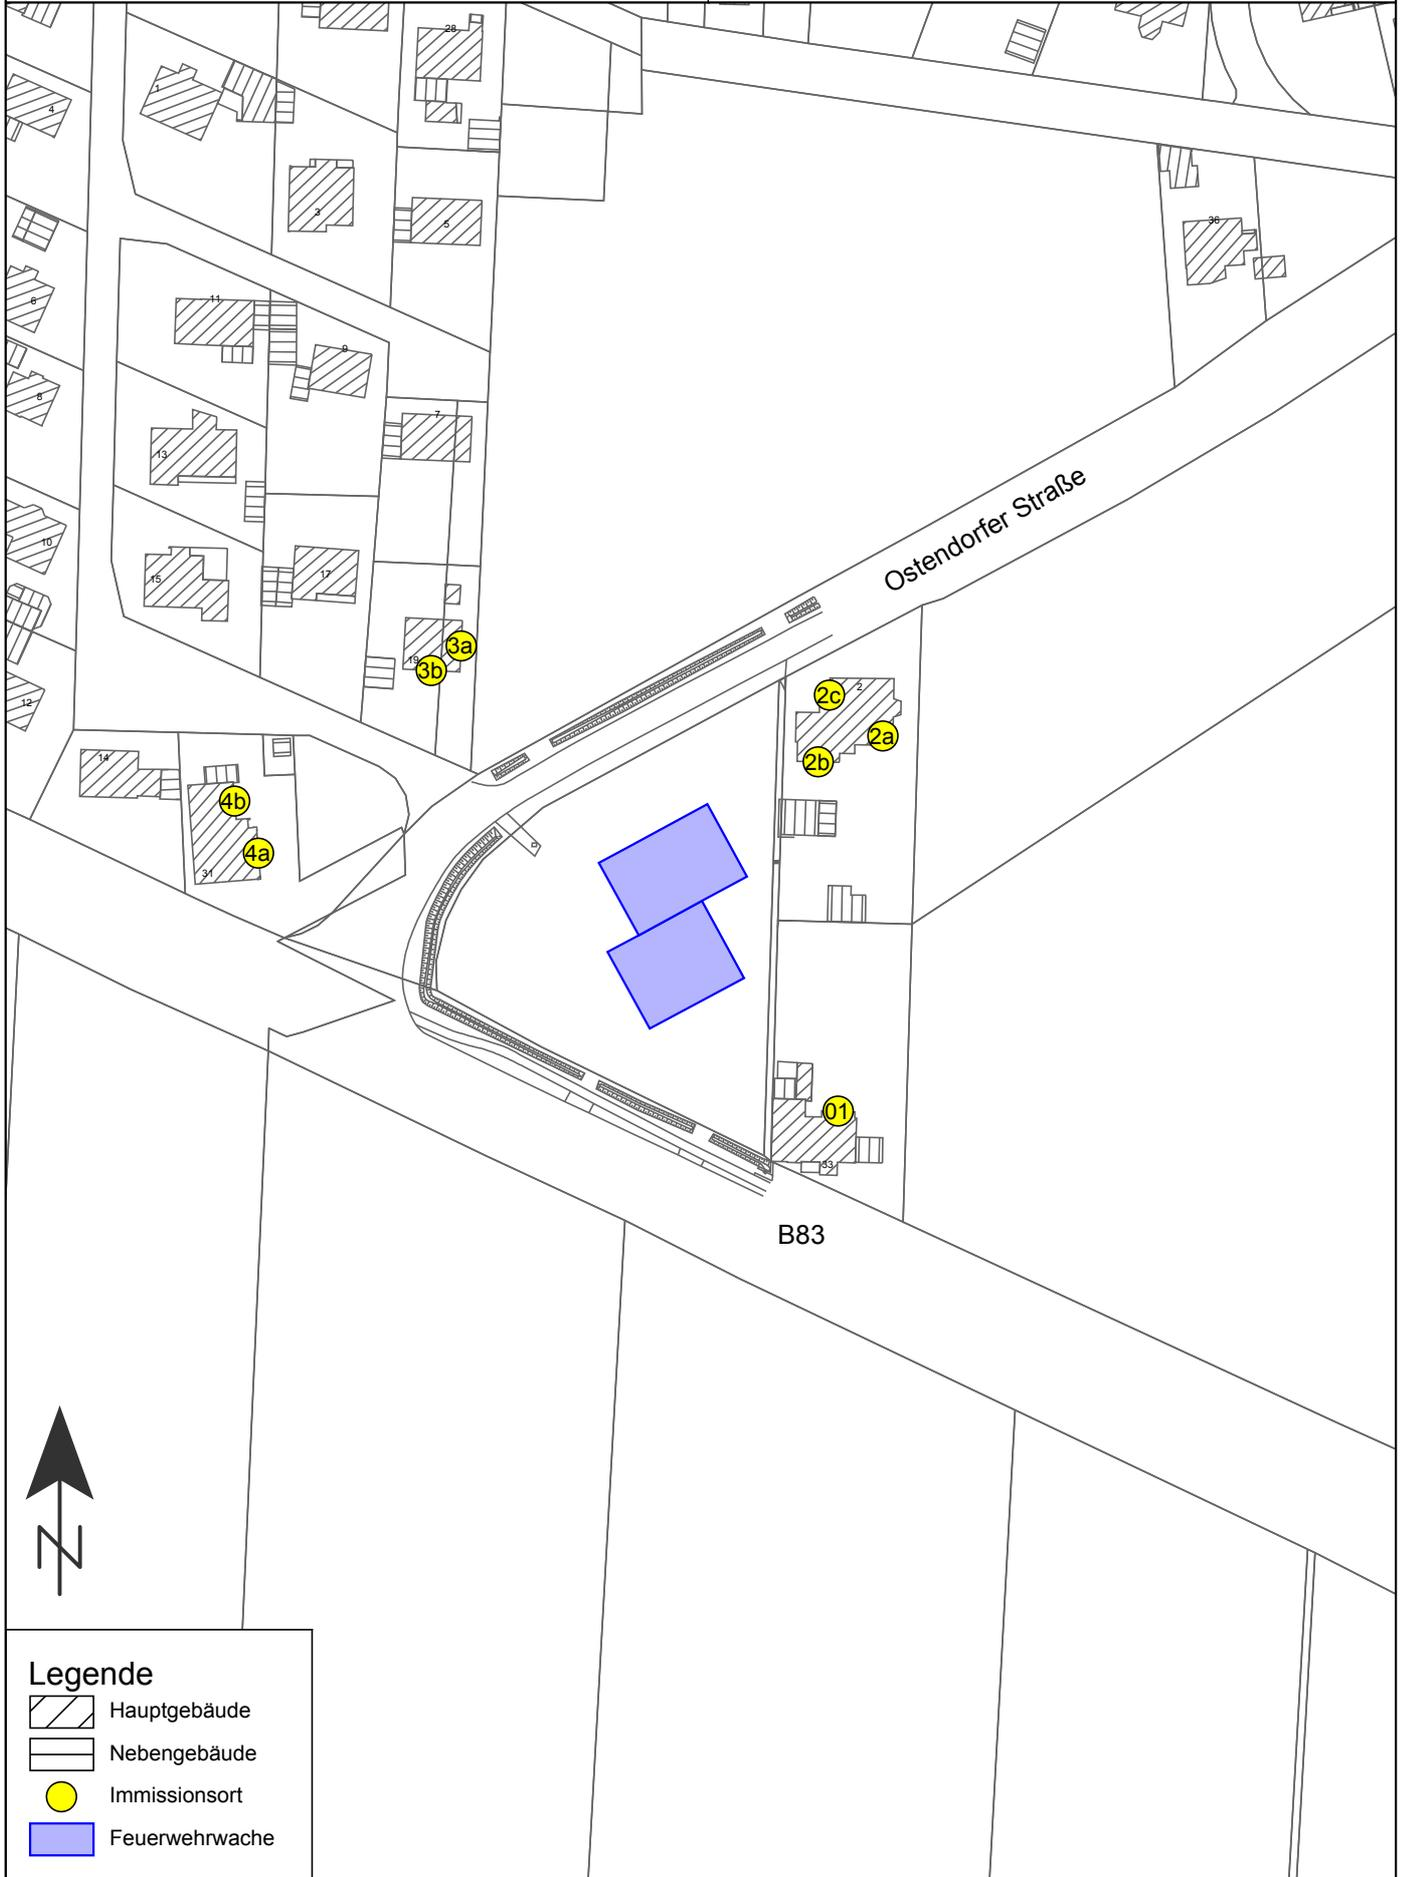 28
1
4
3
5
36
11
6
9
8
7
13
10
15
17
Ostendorfer Straße
3a
19
3b
2c
2
12
2a
14
2b
4b
4a
31
01
33
B83
N
Legende
Hauptgebäude
Nebengebäude
Immissionsort
Feuerwehrwache